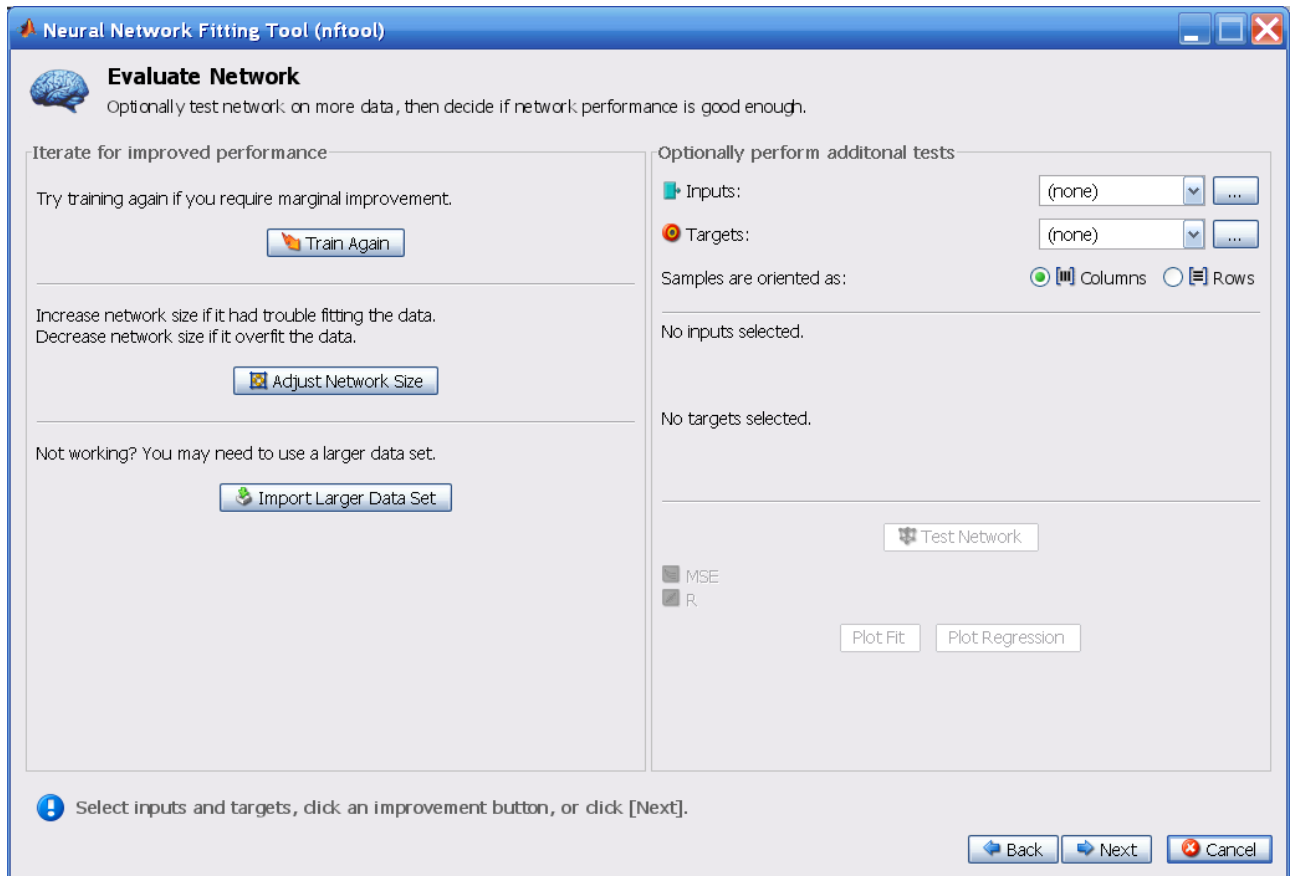 Neural Network Fitting Tool (nftool)
Evaluate Network
Optionally test network on more data, then decide if network performance is good enough.
Iterate for improved performance
Try training again if you require marginal improvement.
Train Again
Increase network size if it had trouble fitting the data.
Decrease network size if it overfit the data.
Adjust Network Size
Not working? You may need to use a larger data set.
Import Larger Data Set
Optionally perform additonal tests
Inputs: (none) ...
Targets: (none) ...
Samples are oriented as: Columns Rows
No inputs selected.
No targets selected.
Test Network
MSE
R
Plot Fit Plot Regression
Select inputs and targets, click an improvement button, or click [Next].
Back Next Cancel